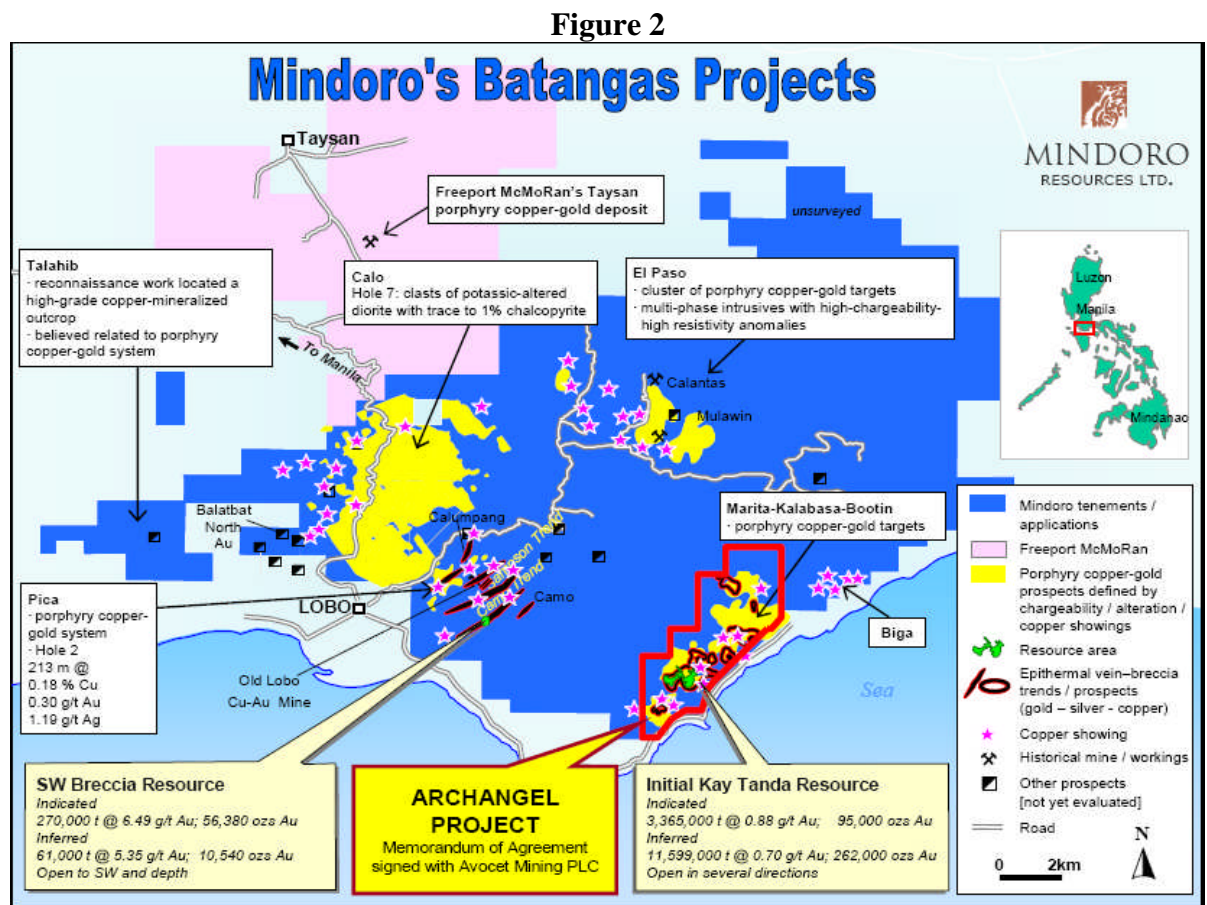 Figure 2
Mindoro's Batangas Projects
MINDORO
RESOURCES LTD.
Taysan
Freeport McMoRan's Taysan
porphyry copper-gold deposit
unsurveyed
Talahib
· reconnaissance work located a
high-grade copper-mineralized
outcrop
· believed related to porphyry
copper-gold system
Calo
Hole 7: clasts of potassic-altered
diorite with trace to 1% chalcopyrite
El Paso
· cluster of porphyry copper-gold targets
· multi-phase intrusives with high-chargeability-
high resistivity anomalies
Luzon
Manila
Mindanao
To Manila
Calantas
Mulawin
Balatbat
North
Au
Calumpang
Trend
Camo Trend
Camo
Marita-Kalabasa-Bootin
· porphyry copper-gold targets
Biga
LOBO
Pica
· porphyry copper-
gold system
· Hole 2
213 m @
0.18 % Cu
0.30 g/t Au
1.19 g/t Ag
Old Lobo
Cu-Au Mine
Sea
SW Breccia Resource
Indicated
270,000 t @ 6.49 g/t Au; 56,380 ozs Au
Inferred
61,000 t @ 5.35 g/t Au; 10,540 ozs Au
Open to SW and depth
ARCHANGEL
PROJECT
Memorandum of Agreement
signed with Avocet Mining PLC
Initial Kay Tanda Resource
Indicated
3,365,000 t @ 0.88 g/t Au; 95,000 ozs Au
Inferred
11,599,000 t @ 0.70 g/t Au; 262,000 ozs Au
Open in several directions
Mindoro tenements /
applications
Freeport McMoRan
Porphyry copper-gold
prospects defined by
chargeability / alteration /
copper showings
Resource area
Epithermal vein–breccia
trends / prospects
(gold – silver - copper)
Copper showing
Historical mine / workings
Other prospects
[not yet evaluated]
Road
N
0 2km